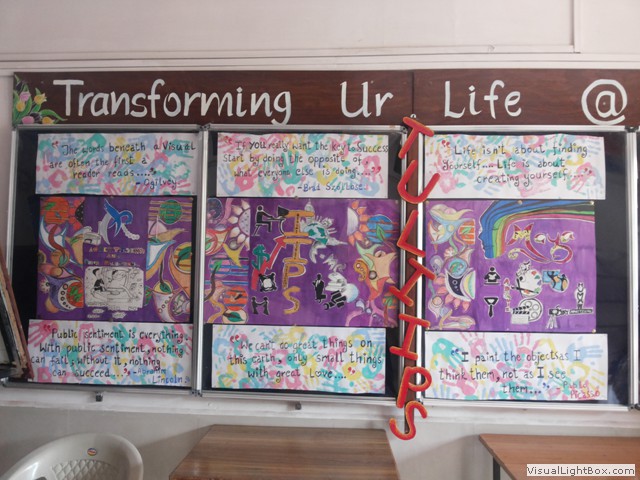 Transforming Ur Life @
"The words beneath a visual
are often the first a
reader reads...."
- Ogilvy
"If you really want the key to success
start by doing the opposite of
what everyone else is doing...."
- Brad
"Life isn't about finding
yourself... Life is about
creating yourself
TULIIPS
TIPS
"Public sentiment is everything.
With public sentiment, nothing
can fail; without it, nothing
can succeed...." - Abraham
Lincoln
"We can't do great things on
this earth, only small things
with great love....
"I paint the objects as I
think them, not as I see
them..." - Pablo
Picasso
VisualLightBox.com